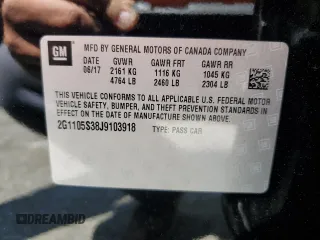 GM
MFD BY GENERAL MOTORS OF CANADA COMPANY
DATE GVWR GAWR FRT GAWR RR
06/17 2161 KG 1116 KG 1045 KG
4764 LB 2460 LB 2304 LB
THIS VEHICLE CONFORMS TO ALL APPLICABLE U.S. FEDERAL MOTOR
VEHICLE SAFETY, BUMPER, AND THEFT PREVENTION STANDARDS IN
EFFECT ON THE DATE OF MANUFACTURE SHOWN ABOVE.
2G1105S38J9103918 TYPE: PASS CAR
© DREAMBID